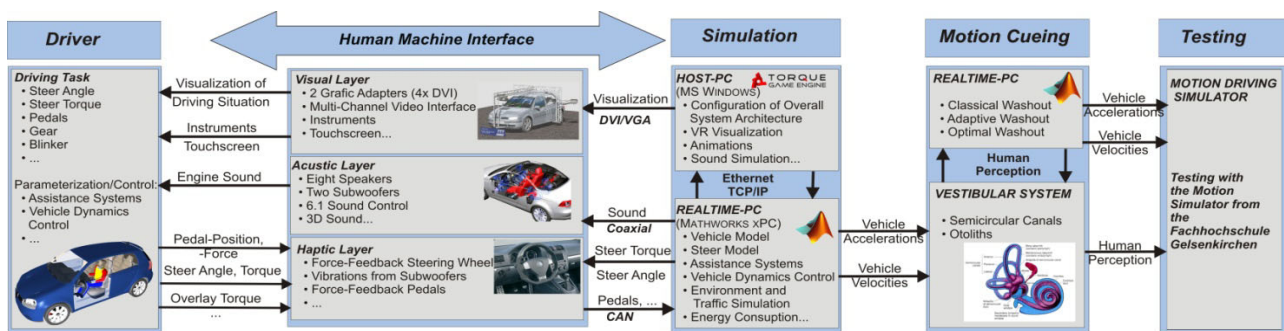 Driver
Driving Task
• Steer Angle
• Steer Torque
• Pedals
• Gear
• Blinker
• ...
Parameterization/Control:
• Assistance Systems
• Vehicle Dynamics
Control
• ...
Visualization of
Driving Situation
Instruments
Touchscreen
Engine Sound
Pedal-Position,
-Force
Steer Angle, Torque
Overlay Torque
...
Human Machine Interface
Visual Layer
• 2 Grafic Adapters (4x DVI)
• Multi-Channel Video Interface
• Instruments
• Touchscreen...
Acustic Layer
• Eight Speakers
• Two Subwoofers
• 6.1 Sound Control
• 3D Sound...
Haptic Layer
• Force-Feedback Steering Wheel
• Vibrations from Subwoofers
• Force-Feedback Pedals
• ...
Visualization
DVI/VGA
Sound
Coaxial
Steer Torque
Steer Angle
Pedals, ...
CAN
Simulation
HOST-PC
(MS WINDOWS)
TORQUE
GAME ENGINE
• Configuration of Overall
System Architecture
• VR Visualization
• Animations
• Sound Simulation...
Ethernet
TCP/IP
REALTIME-PC
(MATHWORKS XPC)
• Vehicle Model
• Steer Model
• Assistance Systems
• Vehicle Dynamics Control
• Environment and
Traffic Simulation
• Energy Consuption...
Vehicle
Accelerations
Vehicle
Velocities
Motion Cueing
REALTIME-PC
• Classical Washout
• Adaptive Washout
• Optimal Washout
Human
Perception
VESTIBULAR SYSTEM
• Semicircular Canals
• Otoliths
Vehicle
Accelerations
Vehicle
Velocities
Human
Perception
Testing
MOTION DRIVING
SIMULATOR
Testing with
the Motion
Simulator from
the
Fachhochschule
Gelsenkirchen